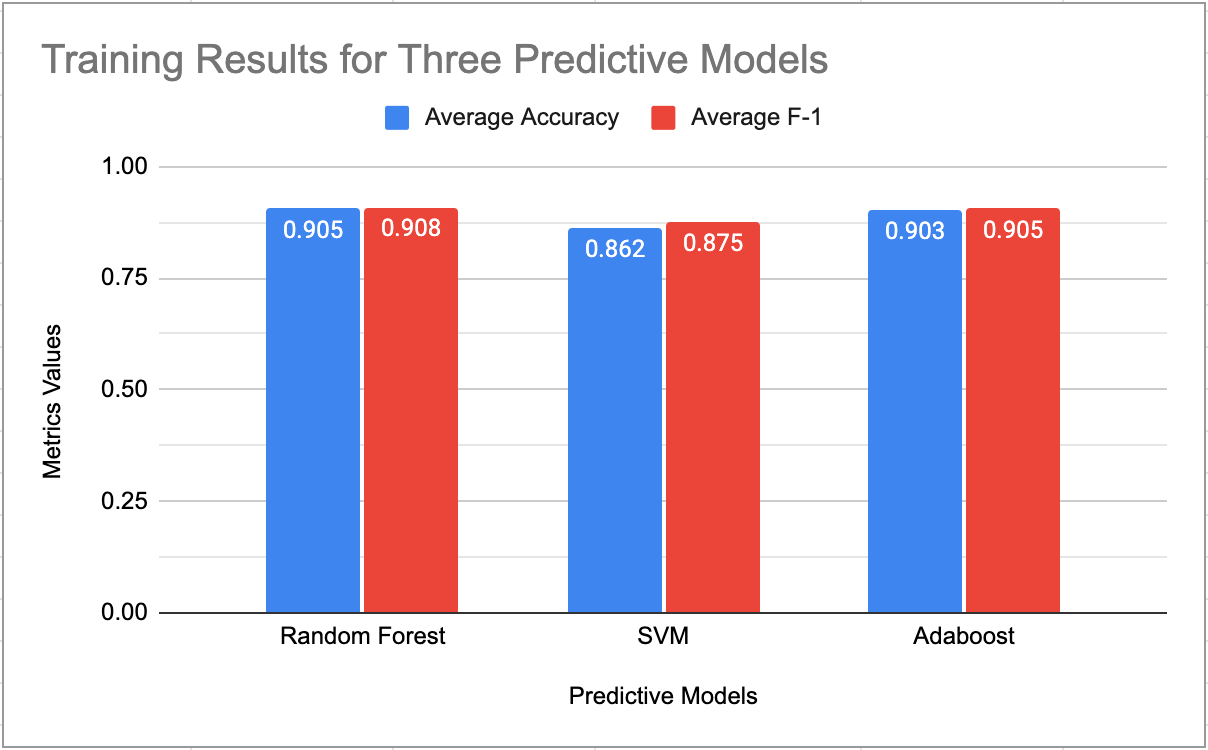 Training Results for Three Predictive Models
Average Accuracy Average F-1
1.00
0.75
0.50
0.25
0.00
Metrics Values
0.905 0.908 0.862 0.875 0.903 0.905
Random Forest SVM Adaboost
Predictive Models